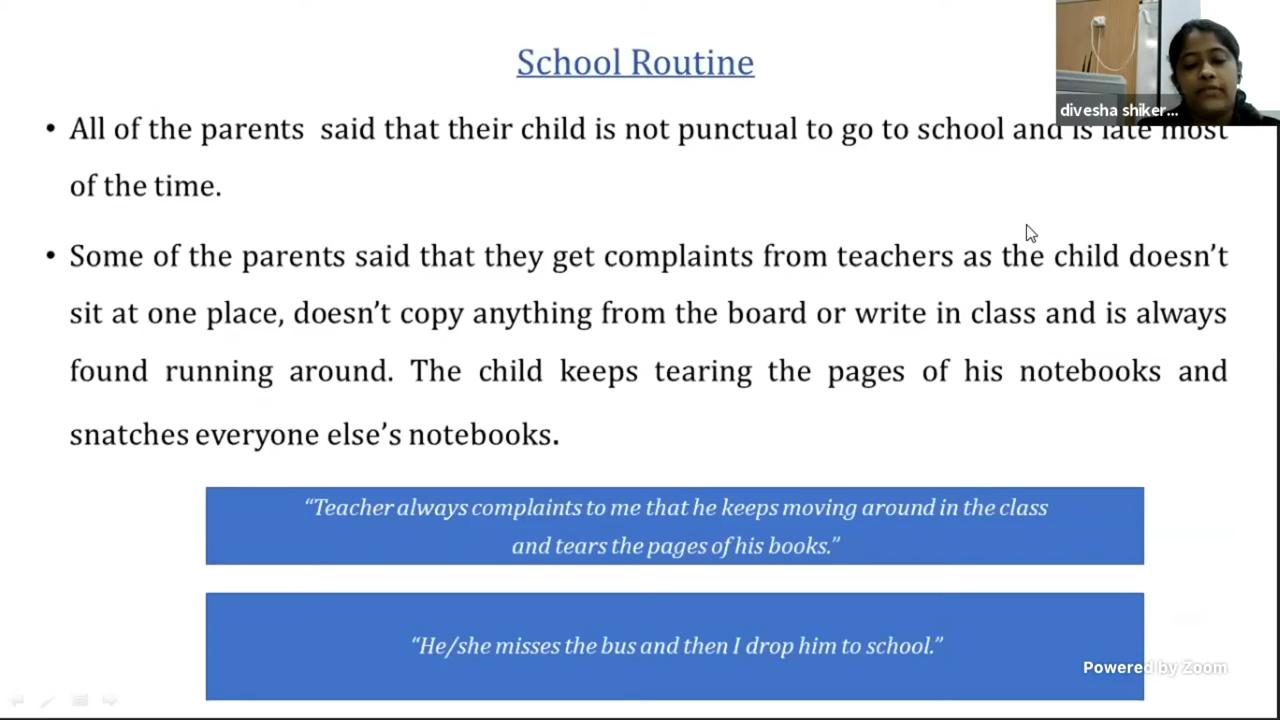 School Routine
divesha shiker...
• All of the parents said that their child is not punctual to go to school and is late most
of the time.
• Some of the parents said that they get complaints from teachers as the child doesn’t
sit at one place, doesn’t copy anything from the board or write in class and is always
found running around. The child keeps tearing the pages of his notebooks and
snatches everyone else’s notebooks.
“Teacher always complaints to me that he keeps moving around in the class
and tears the pages of his books.”
“He/she misses the bus and then I drop him to school.”
Powered by Zoom